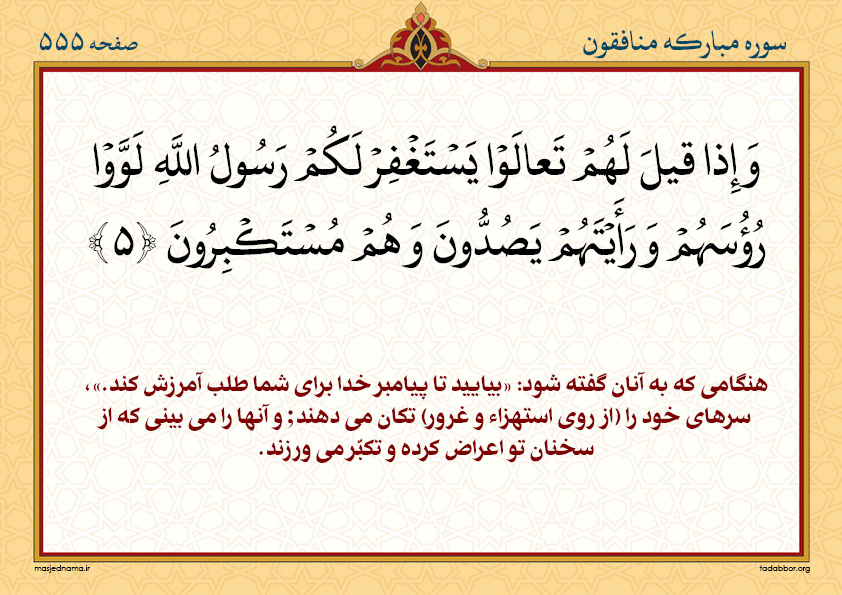 سوره مبارکه منافقون
صفحه ۵۵۵
وَ إِذا قيلَ لَهُمْ تَعالَوْا يَسْتَغْفِرْ لَكُمْ رَسُولُ اللَّهِ لَوَّوْا
رُؤُسَهُمْ وَ رَأَيْتَهُمْ يَصُدُّونَ وَ هُمْ مُسْتَكْبِرُونَ ﴿۵﴾
هنگامی که به آنان گفته شود: «بیایید تا پیامبر خدا برای شما طلب آمرزش کند.»،
سرهای خود را (از روی استهزاء و غرور) تکان می دهند; و آنها را می بینی که از
سخنان تو اعراض کرده و تکبّر می ورزند.
masjednama.ir
tadabbor.org